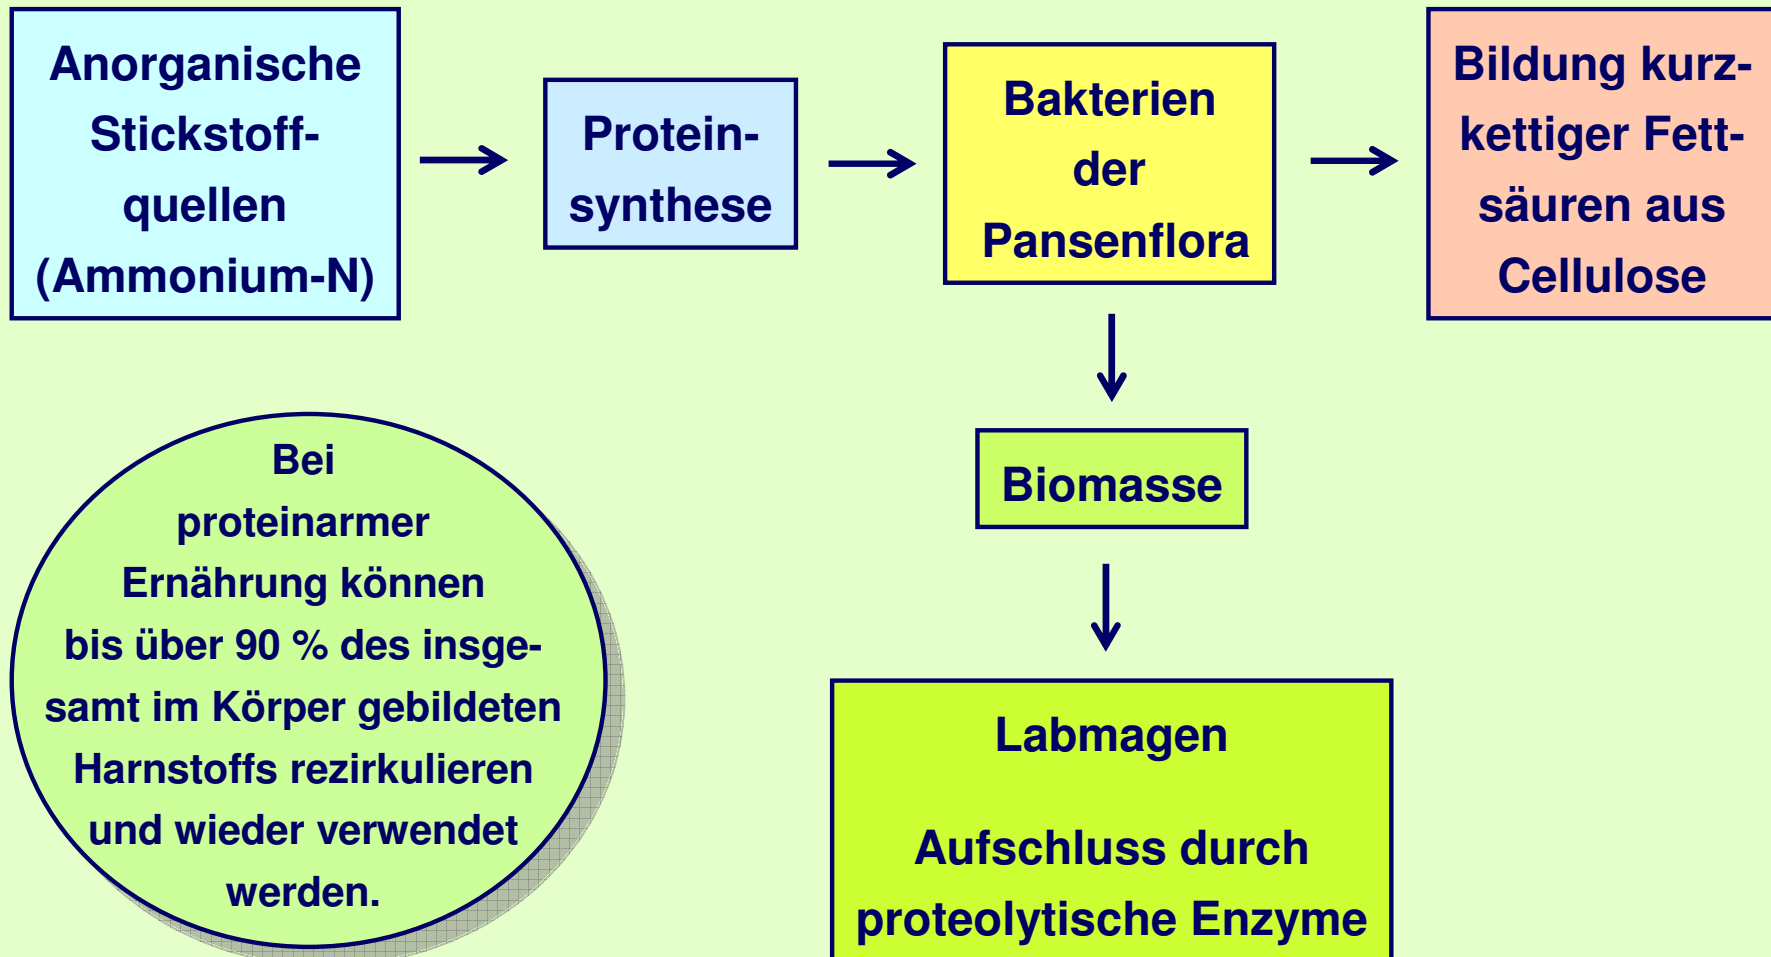 Anorganische
Stickstoff-
quellen
(Ammonium-N)
Protein-
synthese
Bakterien
der
Pansenflora
Bildung kurz-
kettiger Fett-
säuren aus
Cellulose
Biomasse
Bei
proteinarmer
Ernährung können
bis über 90 % des insge-
samt im Körper gebildeten
Harnstoffs rezirkulieren
und wieder verwendet
werden.
Labmagen
Aufschluss durch
proteolytische Enzyme